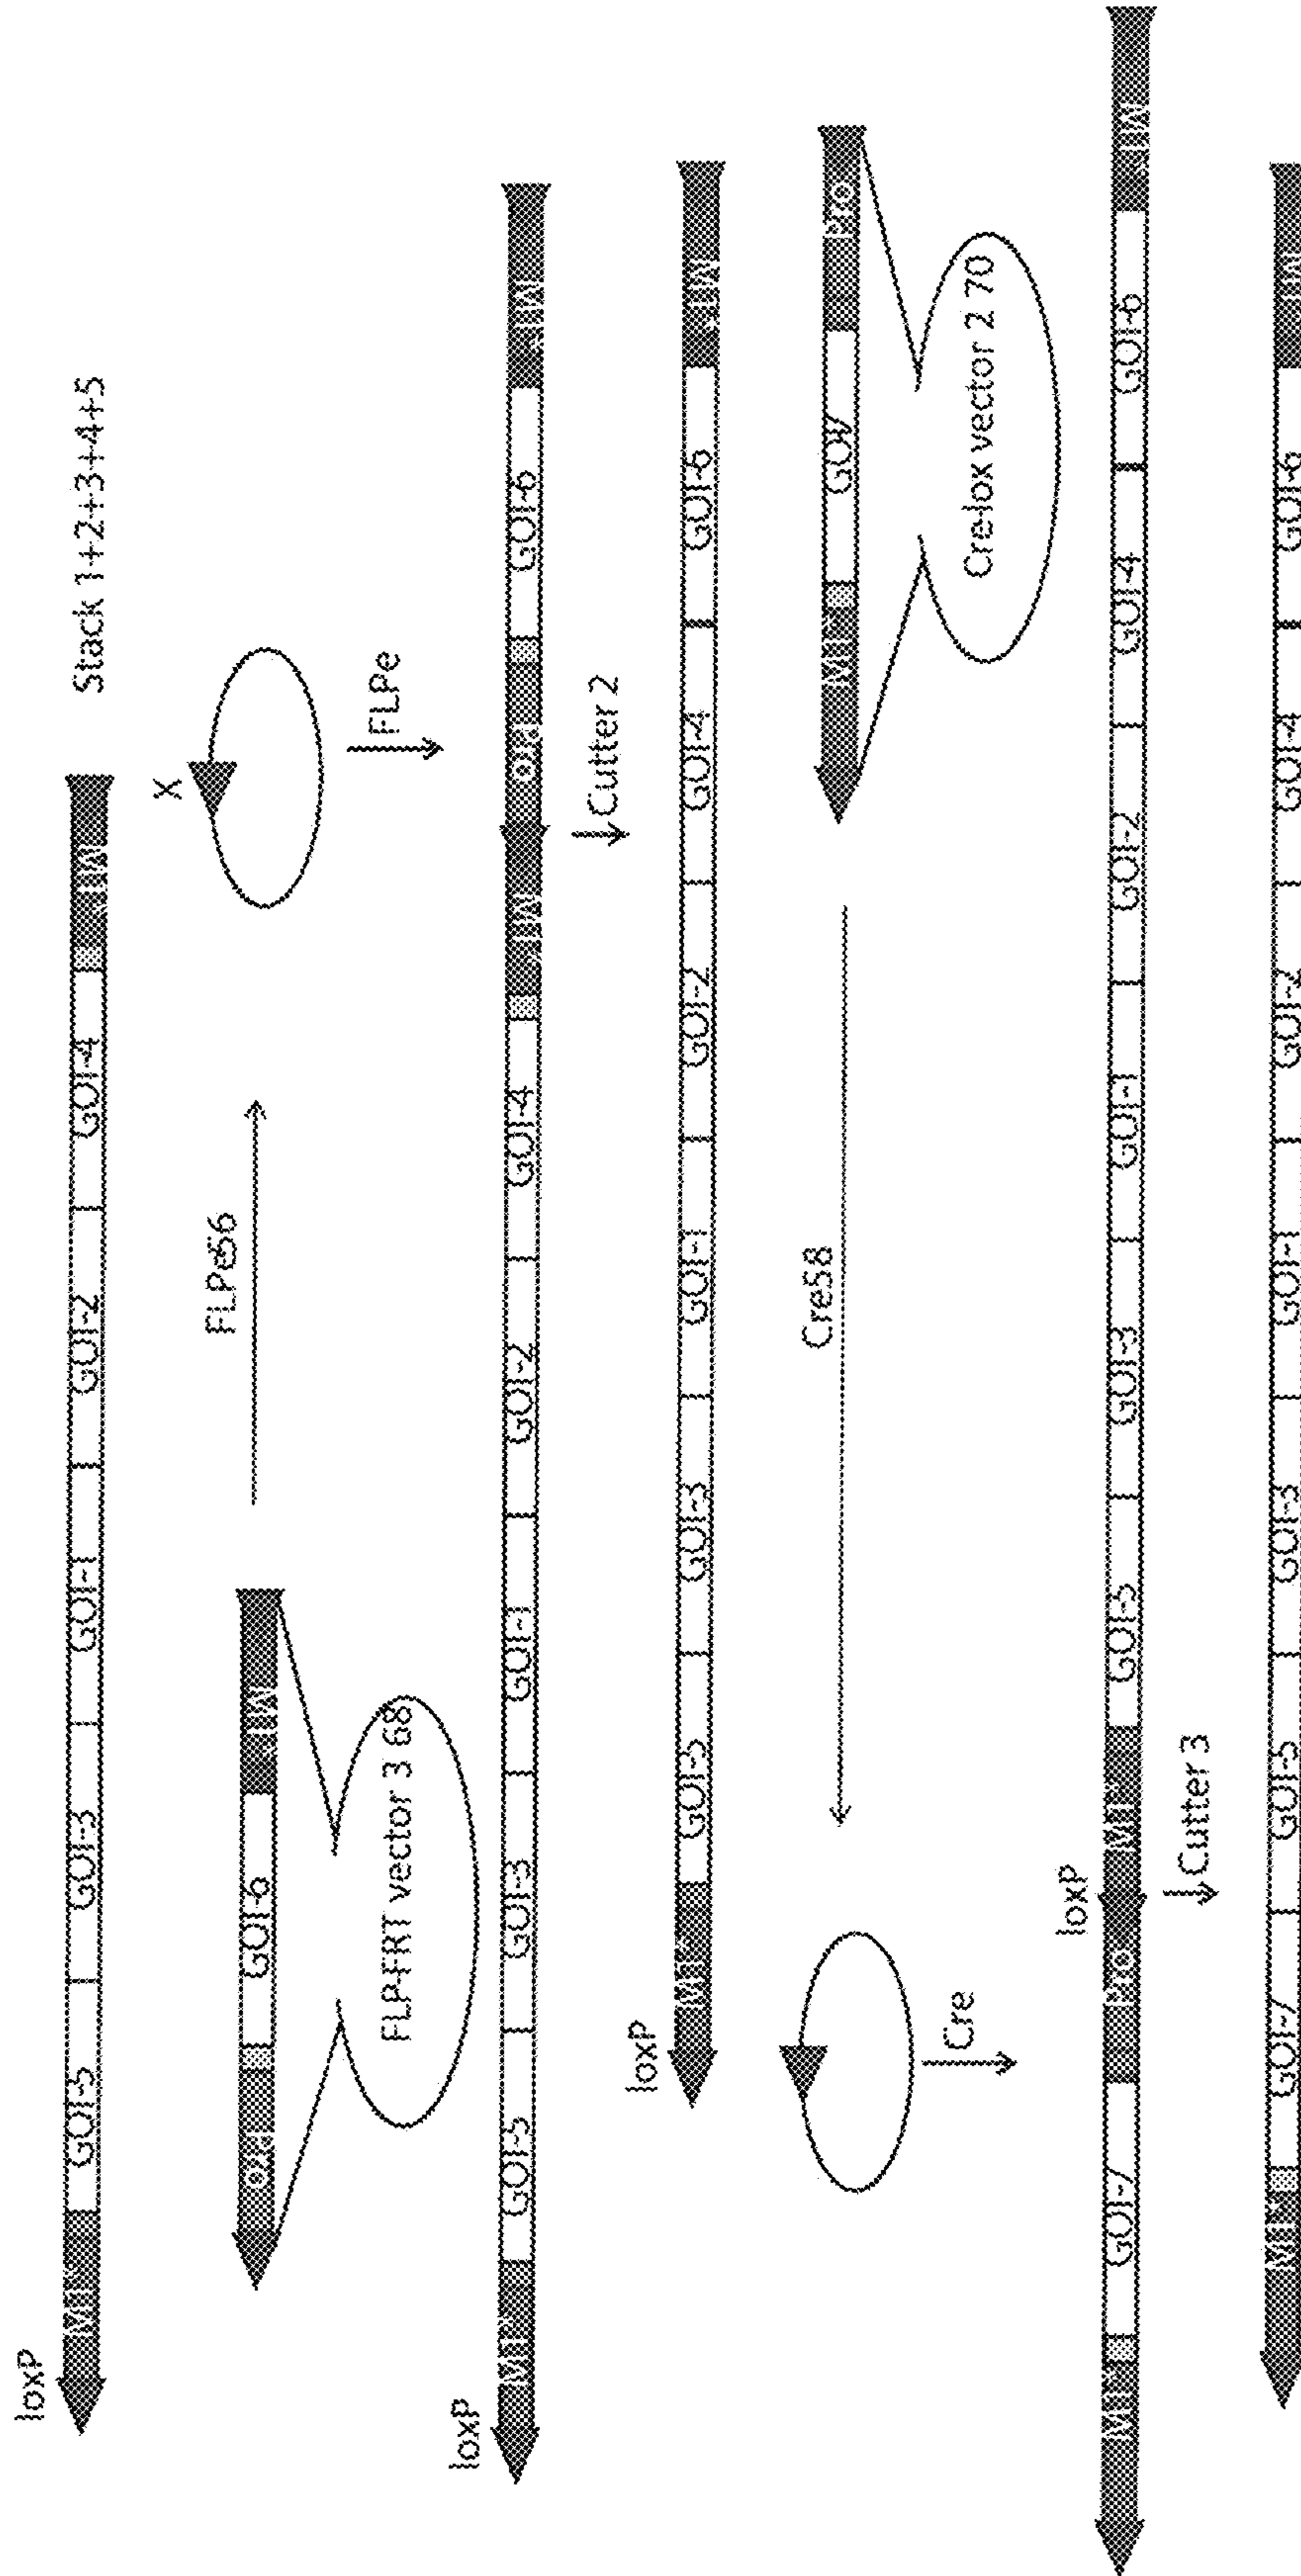 Stack 1+2+3+4+5
loxP
GOI-5 GOI-3 GOI-1 GOI-2 GOI-4
FLPe56
X
Pro GOI-6
FLP-FRT vector 3 68
FLPe
loxP
GOI-5 GOI-3 GOI-1 GOI-2 GOI-4 Pro GOI-6
Cutter 2
loxP
GOI-5 GOI-3 GOI-1 GOI-2 GOI-4 GOI-6
Cre58
Pro
Cre-lox vector 2 70
Cre
loxP
GOI-7 Pro GOI-5 GOI-3 GOI-1 GOI-2 GOI-4 GOI-6
Cutter 3
GOI-7 GOI-5 GOI-3 GOI-1 GOI-2 GOI-4 GOI-6